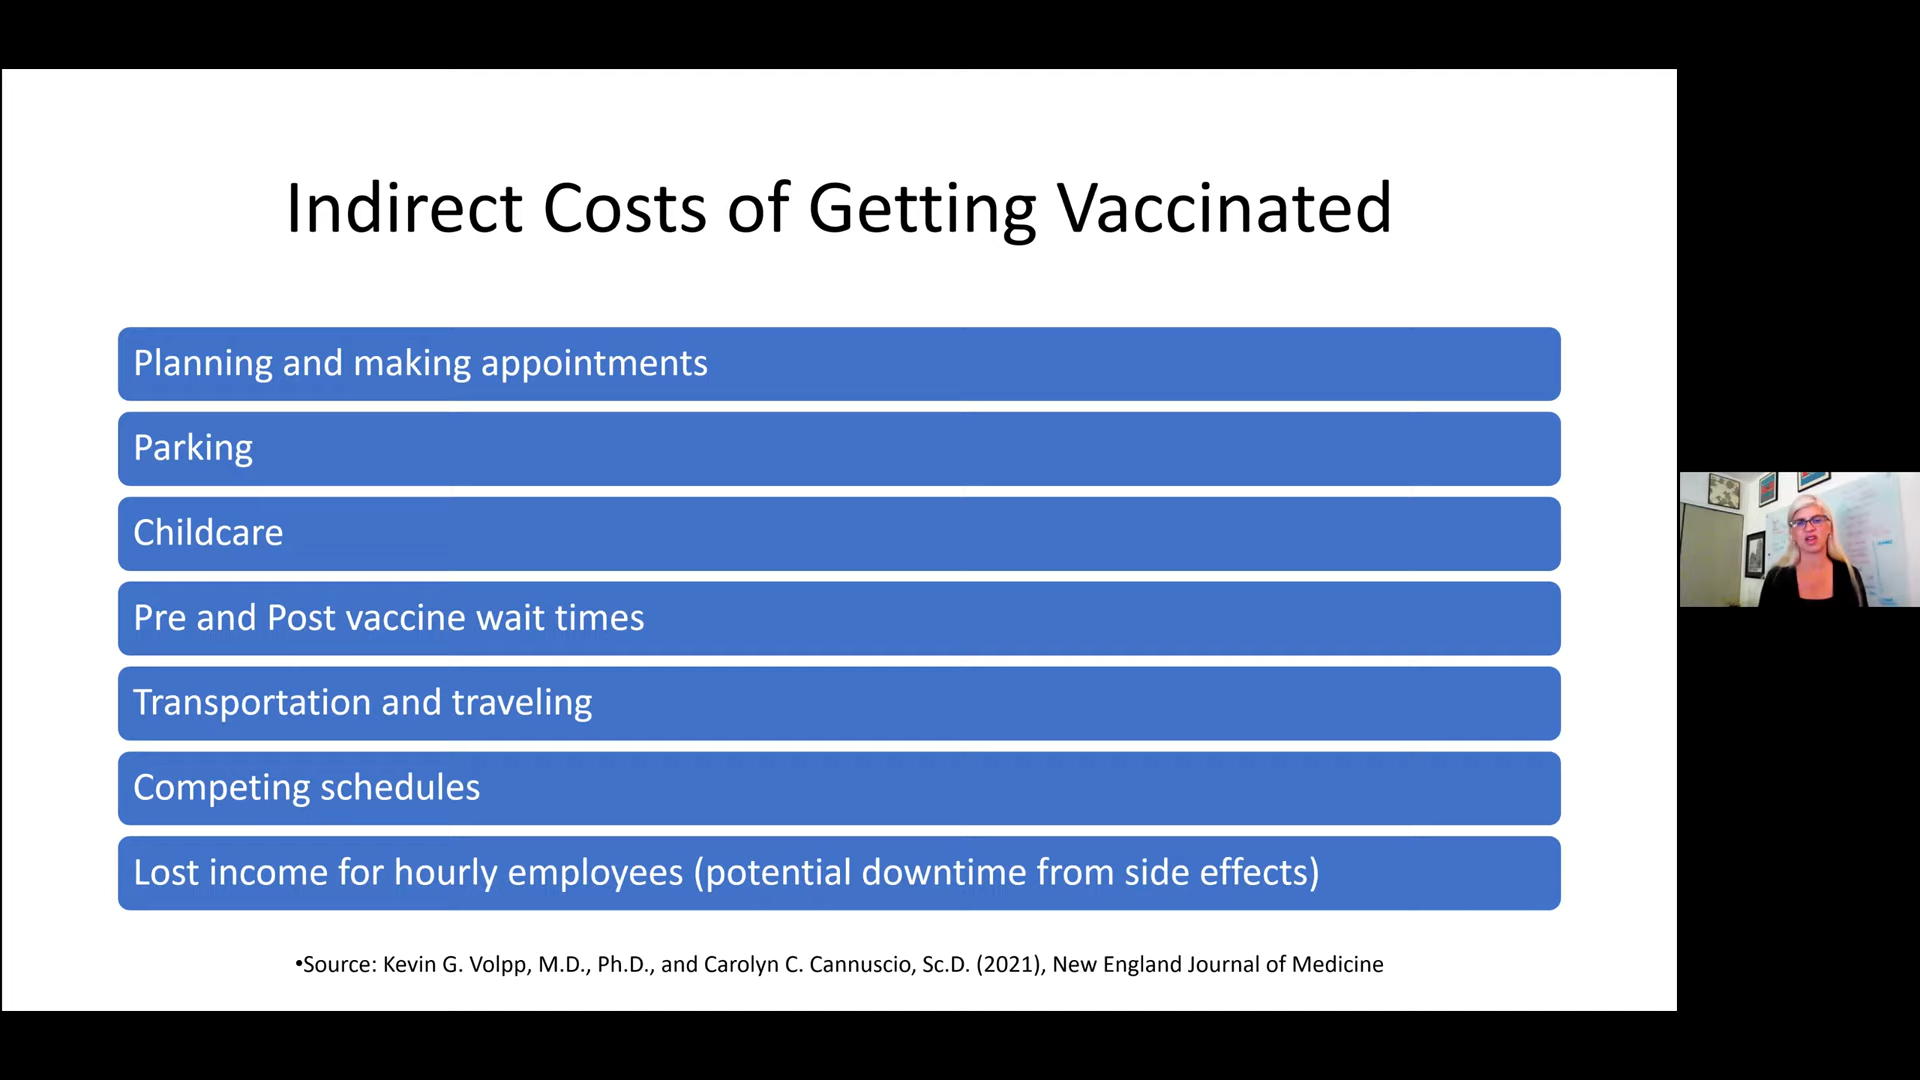 Indirect Costs of Getting Vaccinated
Planning and making appointments
Parking
Childcare
Pre and Post vaccine wait times
Transportation and traveling
Competing schedules
Lost income for hourly employees (potential downtime from side effects)
•Source: Kevin G. Volpp, M.D., Ph.D., and Carolyn C. Cannuscio, Sc.D. (2021), New England Journal of Medicine